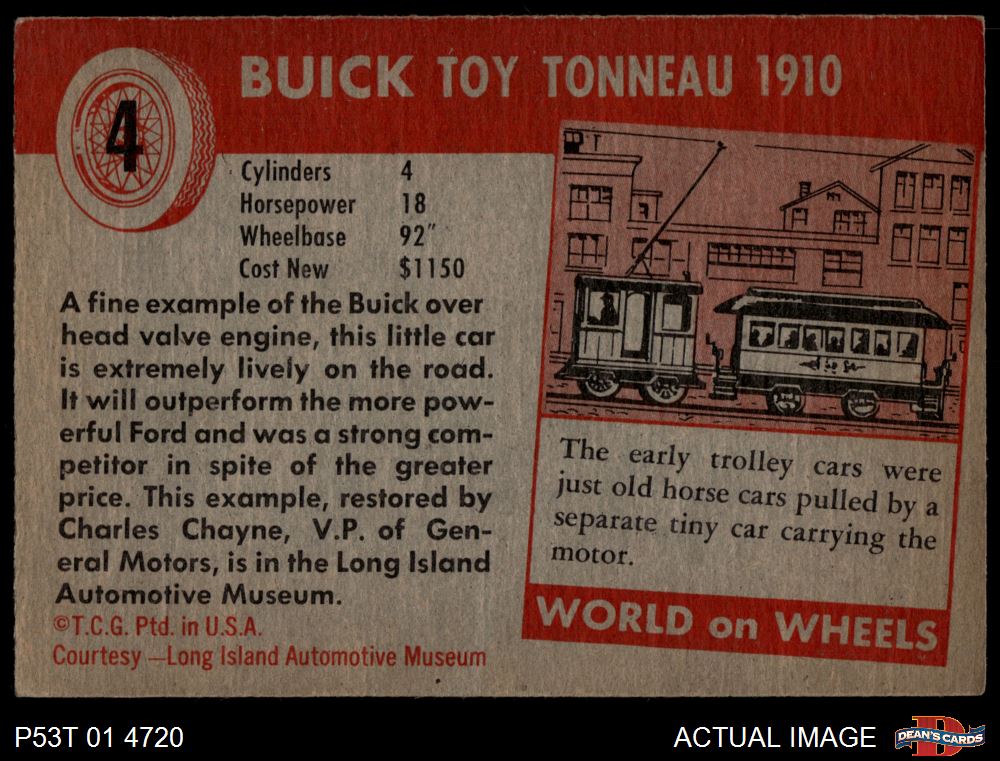 4
BUICK TOY TONNEAU 1910
Cylinders 4
Horsepower 18
Wheelbase 92"
Cost New $1150
A fine example of the Buick over
head valve engine, this little car
is extremely lively on the road.
It will outperform the more pow-
erful Ford and was a strong com-
petitor in spite of the greater
price. This example, restored by
Charles Chayne, V.P. of Gen-
eral Motors, is in the Long Island
Automotive Museum.
©T.C.G. Ptd. in U.S.A.
Courtesy —Long Island Automotive Museum
The early trolley cars were
just old horse cars pulled by a
separate tiny car carrying the
motor.
WORLD on WHEELS
P53T 01 4720
ACTUAL IMAGE
D
DEAN'S CARDS